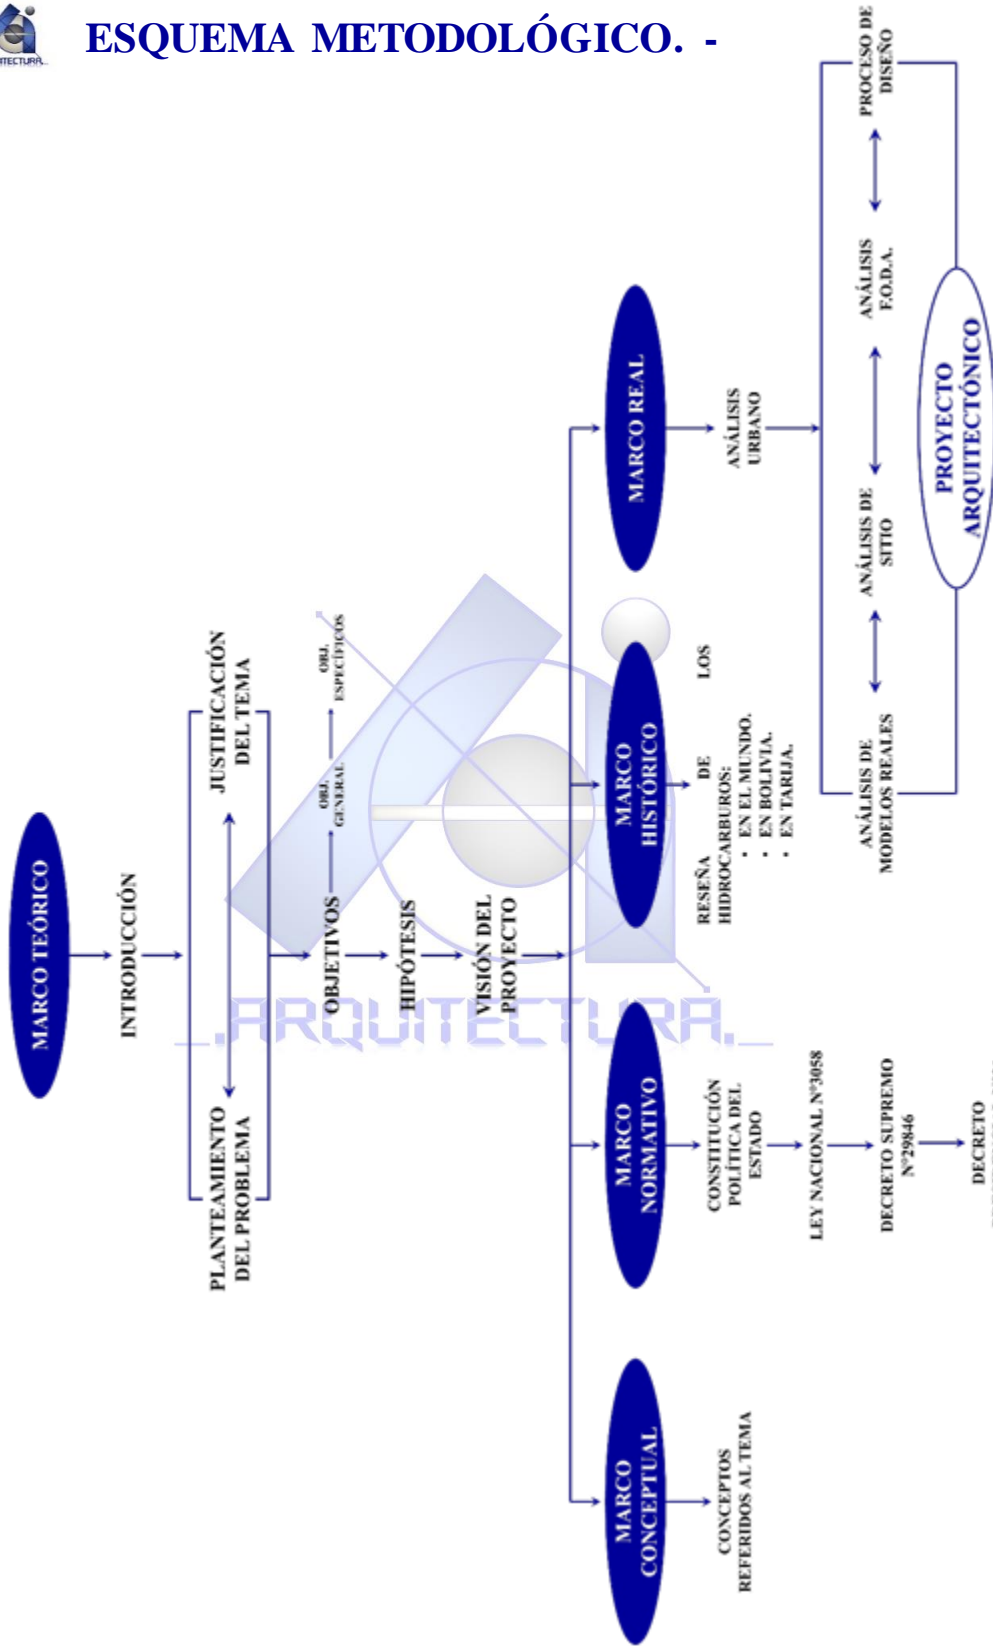 ESQUEMA METODOLÓGICO. -
MARCO TEÓRICO
INTRODUCCIÓN
PLANTEAMIENTO
DEL PROBLEMA
JUSTIFICACIÓN
DEL TEMA
OBJETIVOS
OBJ.
GENERAL
OBJ.
ESPECÍFICOS
HIPÓTESIS
VISIÓN DEL
PROYECTO
.ARQUITECTURA.
MARCO
CONCEPTUAL
CONCEPTOS
REFERIDOS AL TEMA
MARCO
NORMATIVO
CONSTITUCIÓN
POLÍTICA DEL
ESTADO
LEY NACIONAL Nº3058
DECRETO SUPREMO
Nº29846
DECRETO
MARCO
HISTÓRICO
RESEÑA DE LOS
HIDROCARBUROS:
• EN EL MUNDO.
• EN BOLIVIA.
• EN TARIJA.
MARCO REAL
ANÁLISIS
URBANO
ANÁLISIS DE
MODELOS REALES
ANÁLISIS DE
SITIO
ANÁLISIS
F.O.D.A.
PROCESO DE
DISEÑO
PROYECTO
ARQUITECTÓNICO